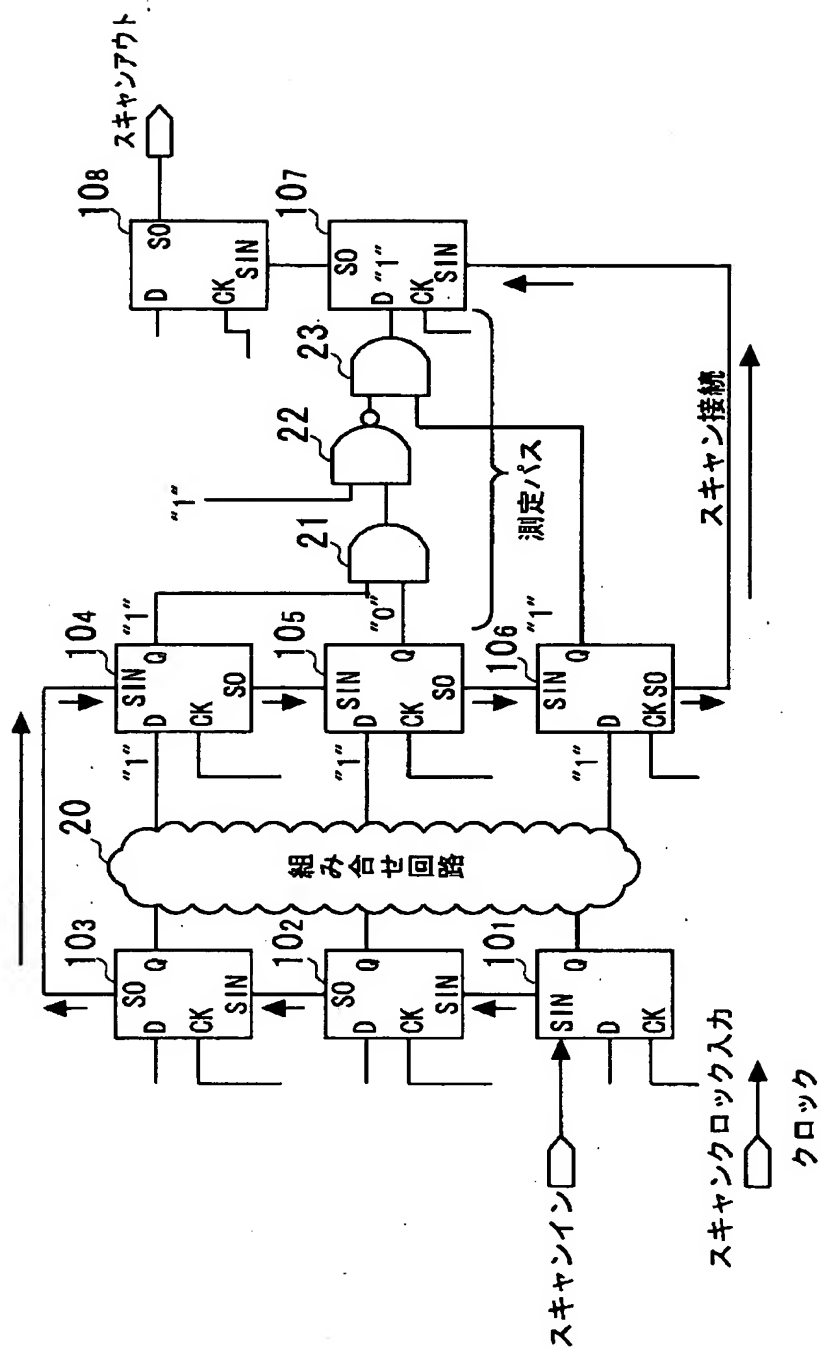 スキャンアウト
10₈
D
SO
CK
SIN
10₇
SO
D "1"
CK
SIN
23
22
"1"
21
測定パス
スキャン接続
10₄
"1"
SIN
Q
D
"1"
CK
SO
10₅
"0"
SIN
Q
D
"1"
CK
SO
10₆
"1"
SIN
Q
D
"1"
CK
SO
20
組み合せ回路
10₃
SO
D
Q
CK
SIN
10₂
SO
D
Q
CK
SIN
10₁
SIN
Q
D
CK
スキャンイン
スキャンクロック入力
クロック